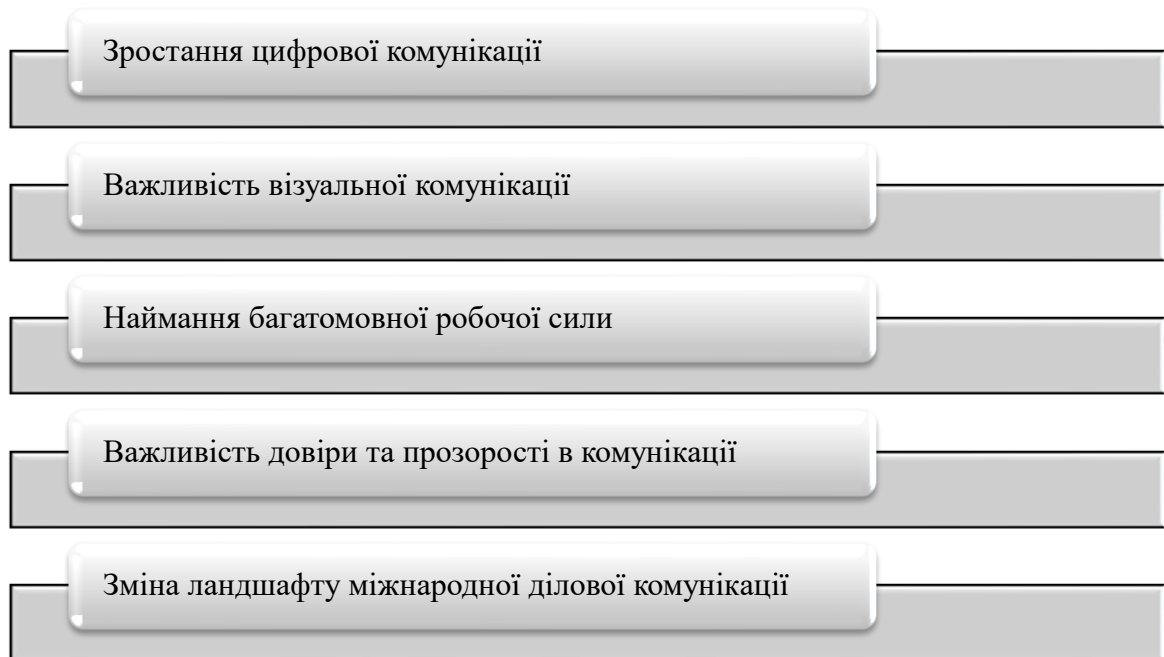 Зростання цифрової комунікації
Важливість візуальної комунікації
Наймання багатомовної робочої сили
Важливість довіри та прозорості в комунікації
Зміна ландшафту міжнародної ділової комунікації